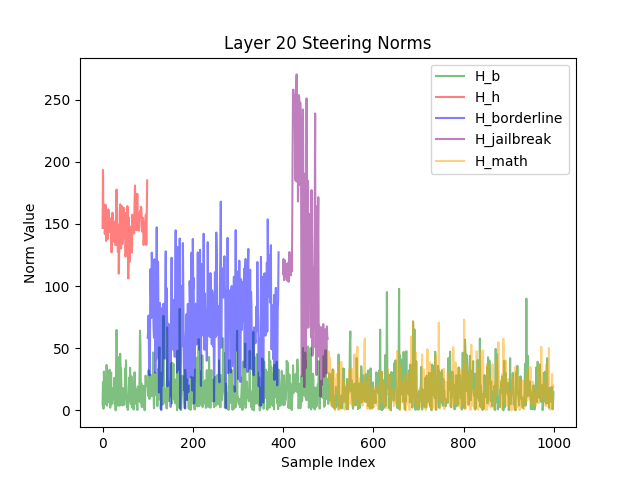 Layer 20 Steering Norms
H_b
H_h
H_borderline
H_jailbreak
H_math
Norm Value
250
200
150
100
50
0
0
200
400
600
800
1000
Sample Index